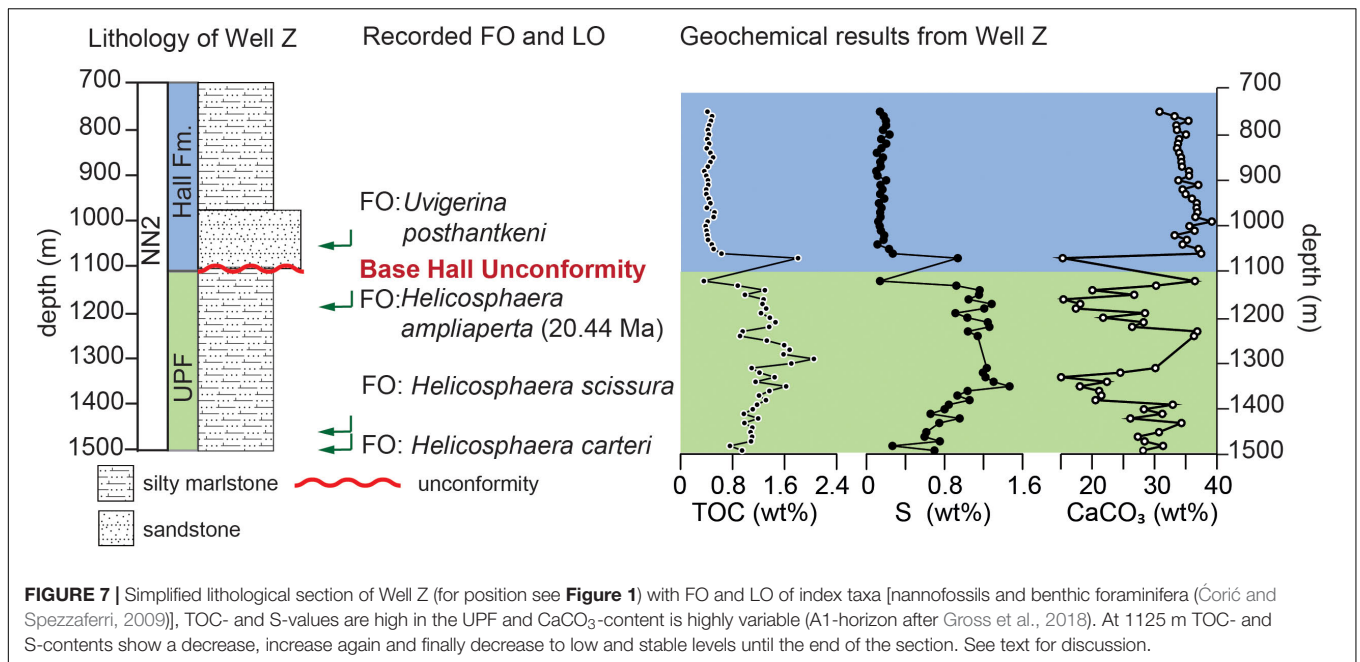 Lithology of Well Z
Recorded FO and LO
Geochemical results from Well Z
700
800
900
1000
1100
1200
1300
1400
1500
depth (m)
NN2
Hall Fm.
UPF
FO: Uvigerina
posthantkeni
Base Hall Unconformity
FO: Helicosphaera
ampliaperta (20.44 Ma)
FO: Helicosphaera scissura
FO: Helicosphaera carteri
silty marlstone
unconformity
sandstone
700
800
900
1000
1100
1200
1300
1400
1500
depth (m)
0 0.8 1.6 2.4
TOC (wt%)
0 0.8 1.6
S (wt%)
20 30 40
CaCO₃ (wt%)
FIGURE 7 | Simplified lithological section of Well Z (for position see Figure 1) with FO and LO of index taxa [nannofossils and benthic foraminifera (Ćorić and
Spezzaferri, 2009)], TOC- and S-values are high in the UPF and CaCO₃-content is highly variable (A1-horizon after Gross et al., 2018). At 1125 m TOC- and
S-contents show a decrease, increase again and finally decrease to low and stable levels until the end of the section. See text for discussion.